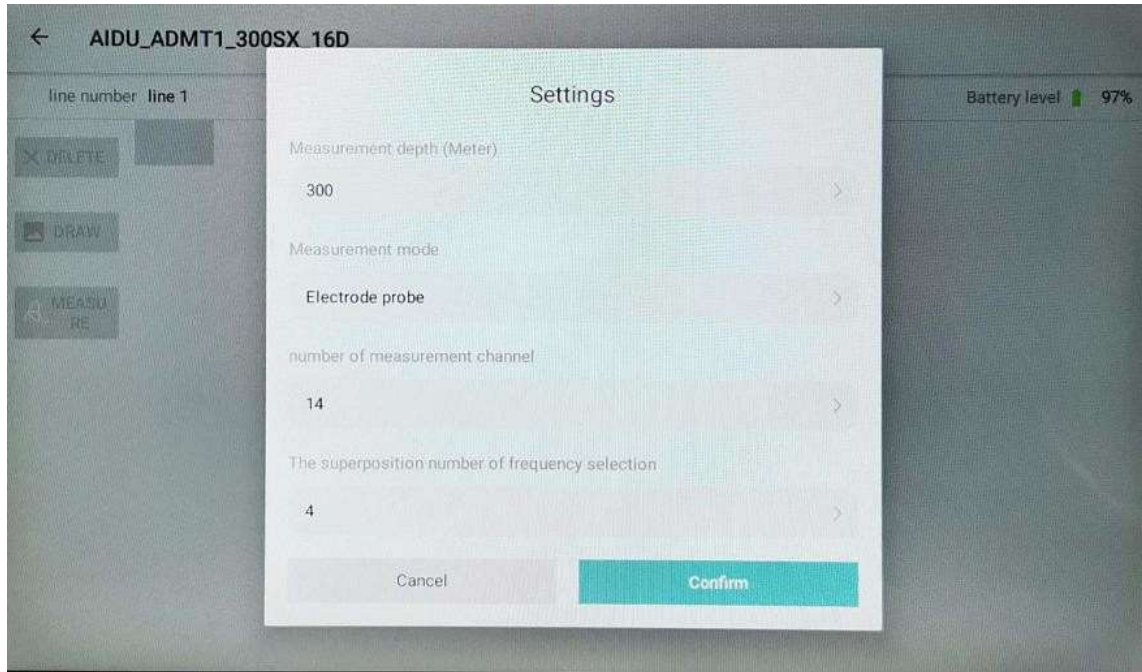 ← AIDU_ADMT1_300SX_16D
line number line 1
Battery level 97%
Settings
DELETE
Measurement depth (Meter)
300
DRAW
Measurement mode
Electrode probe
MEASU
RE
number of measurement channel
14
The superposition number of frequency selection
4
Cancel
Confirm